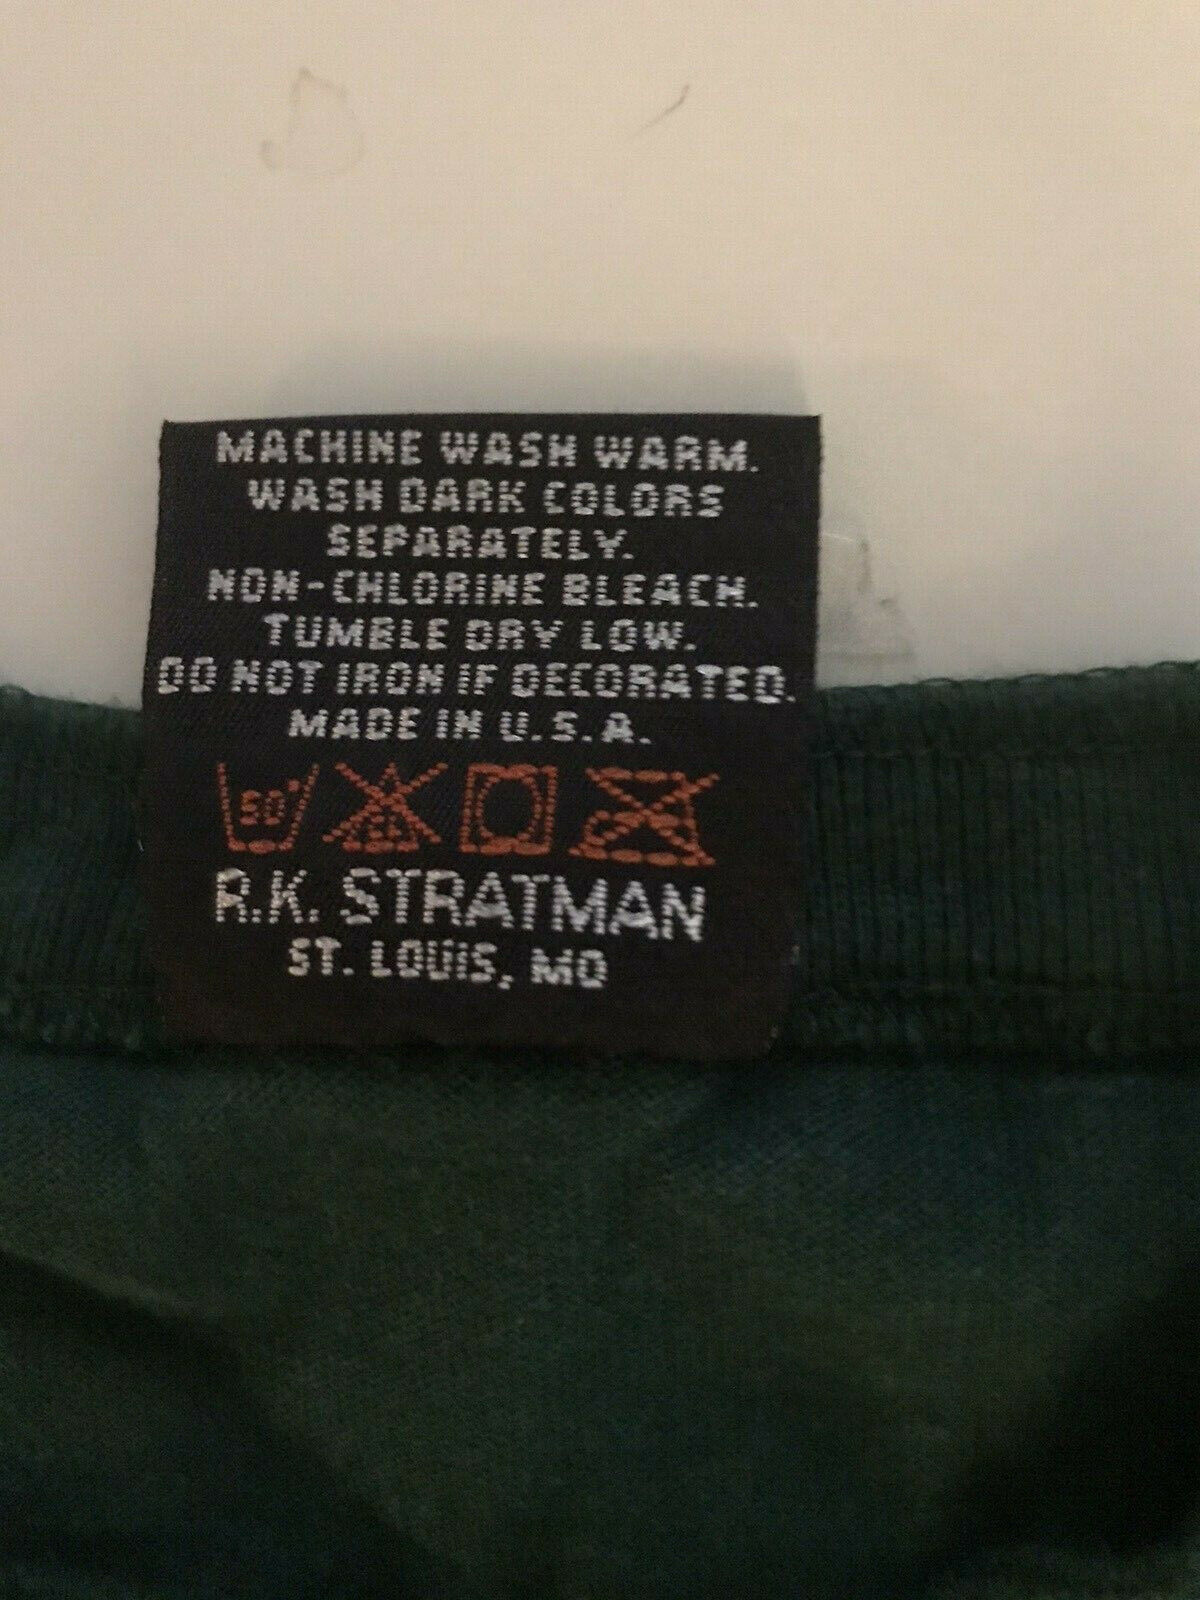 MACHINE WASH WARM.
WASH DARK COLORS
SEPARATELY.
NON-CHLORINE BLEACH.
TUMBLE DRY LOW.
DO NOT IRON IF DECORATED.
MADE IN U.S.A.
50°
R.K. STRATMAN
ST. LOUIS, MO